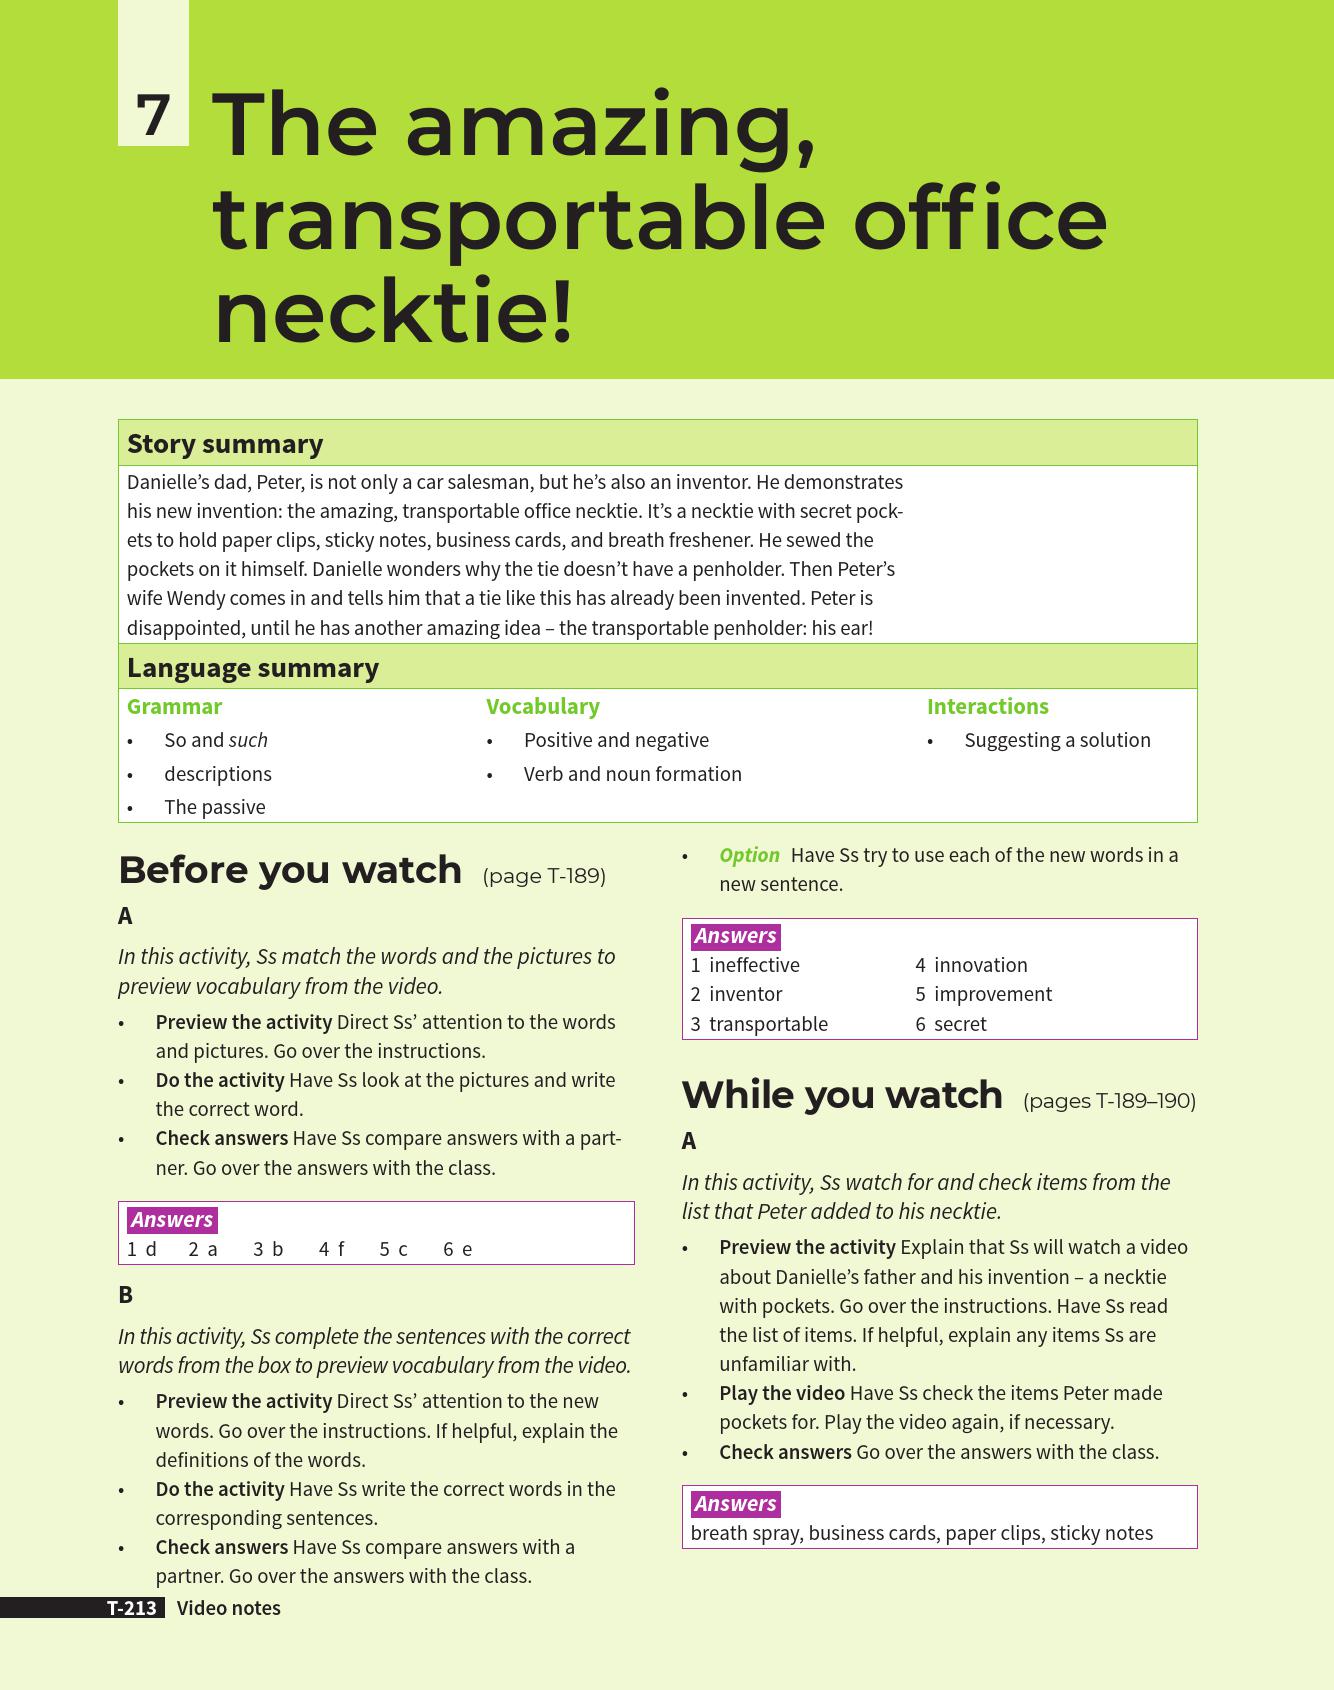 7
The amazing,
transportable office
necktie!
Story summary
Danielle’s dad, Peter, is not only a car salesman, but he’s also an inventor. He demonstrates
his new invention: the amazing, transportable office necktie. It’s a necktie with secret pock-
ets to hold paper clips, sticky notes, business cards, and breath freshener. He sewed the
pockets on it himself. Danielle wonders why the tie doesn’t have a penholder. Then Peter’s
wife Wendy comes in and tells him that a tie like this has already been invented. Peter is
disappointed, until he has another amazing idea – the transportable penholder: his ear!
Language summary
Grammar
• So and such
• descriptions
• The passive
Vocabulary
• Positive and negative
• Verb and noun formation
Interactions
• Suggesting a solution
Before you watch (page T-189)
A
In this activity, Ss match the words and the pictures to
preview vocabulary from the video.
• Preview the activity Direct Ss’ attention to the words
and pictures. Go over the instructions.
• Do the activity Have Ss look at the pictures and write
the correct word.
• Check answers Have Ss compare answers with a part-
ner. Go over the answers with the class.
Answers
1 d 2 a 3 b 4 f 5 c 6 e
B
In this activity, Ss complete the sentences with the correct
words from the box to preview vocabulary from the video.
• Preview the activity Direct Ss’ attention to the new
words. Go over the instructions. If helpful, explain the
definitions of the words.
• Do the activity Have Ss write the correct words in the
corresponding sentences.
• Check answers Have Ss compare answers with a
partner. Go over the answers with the class.
• Option Have Ss try to use each of the new words in a
new sentence.
Answers
1 ineffective 4 innovation
2 inventor 5 improvement
3 transportable 6 secret
While you watch (pages T-189–190)
A
In this activity, Ss watch for and check items from the
list that Peter added to his necktie.
• Preview the activity Explain that Ss will watch a video
about Danielle’s father and his invention – a necktie
with pockets. Go over the instructions. Have Ss read
the list of items. If helpful, explain any items Ss are
unfamiliar with.
• Play the video Have Ss check the items Peter made
pockets for. Play the video again, if necessary.
• Check answers Go over the answers with the class.
Answers
breath spray, business cards, paper clips, sticky notes
T-213 Video notes